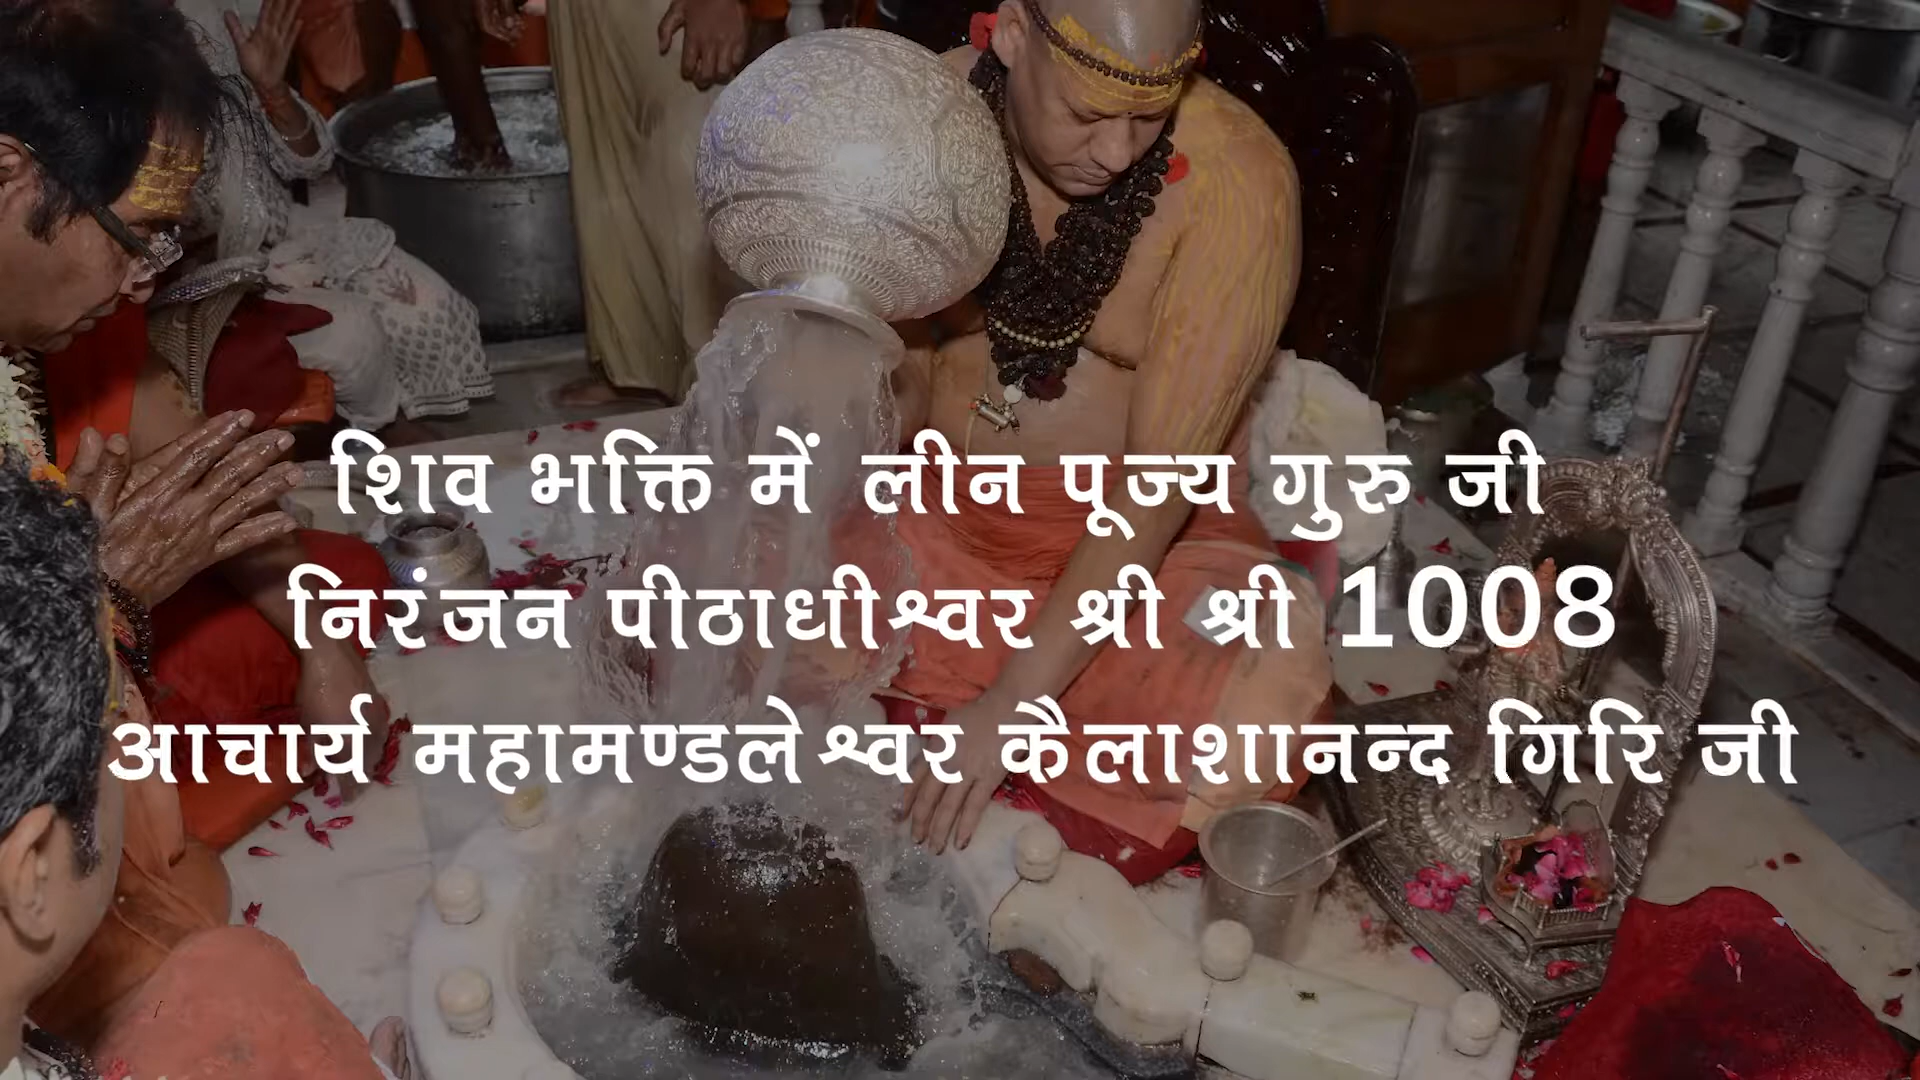 शिव भक्ति में लीन पूज्य गुरु जी
निरंजन पीठाधीश्वर श्री श्री 1008
आचार्य महामण्डलेश्वर कैलाशानन्द गिरि जी